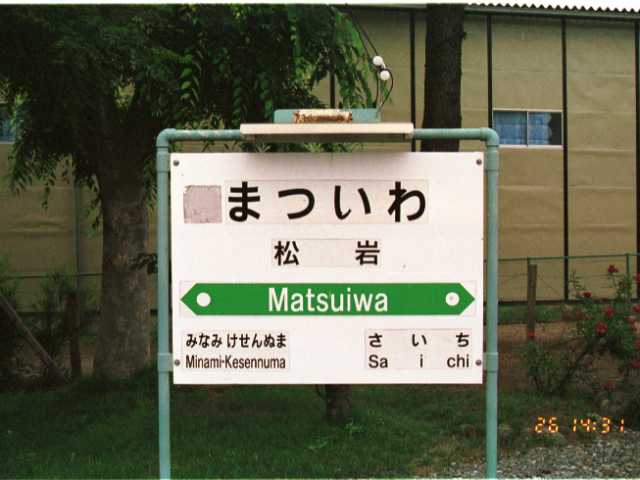 まついわ
松 岩
Matsuiwa
みなみけせんぬま
Minami-Kesennuma
さ い ち
Sa i chi
26 14:31